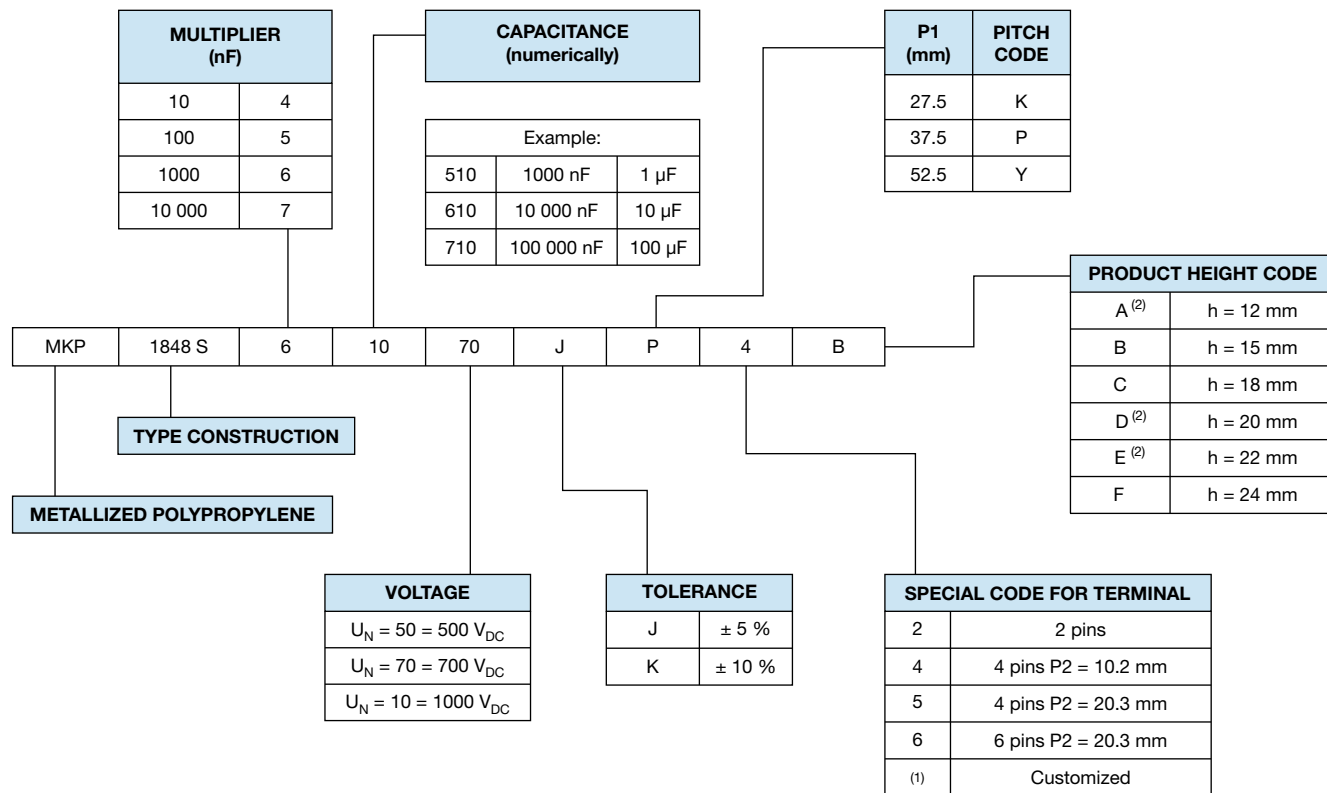 MULTIPLIER
(nF)
10 4
100 5
1000 6
10 000 7
CAPACITANCE
(numerically)
Example:
510 1000 nF 1 µF
610 10 000 nF 10 µF
710 100 000 nF 100 µF
P1
(mm)
PITCH
CODE
27.5 K
37.5 P
52.5 Y
PRODUCT HEIGHT CODE
A (2) h = 12 mm
B h = 15 mm
C h = 18 mm
D (2) h = 20 mm
E (2) h = 22 mm
F h = 24 mm
MKP 1848 S 6 10 70 J P 4 B
TYPE CONSTRUCTION
METALLIZED POLYPROPYLENE
VOLTAGE
UN = 50 = 500 VDC
UN = 70 = 700 VDC
UN = 10 = 1000 VDC
TOLERANCE
J ± 5 %
K ± 10 %
SPECIAL CODE FOR TERMINAL
2 2 pins
4 4 pins P2 = 10.2 mm
5 4 pins P2 = 20.3 mm
6 6 pins P2 = 20.3 mm
(1) Customized